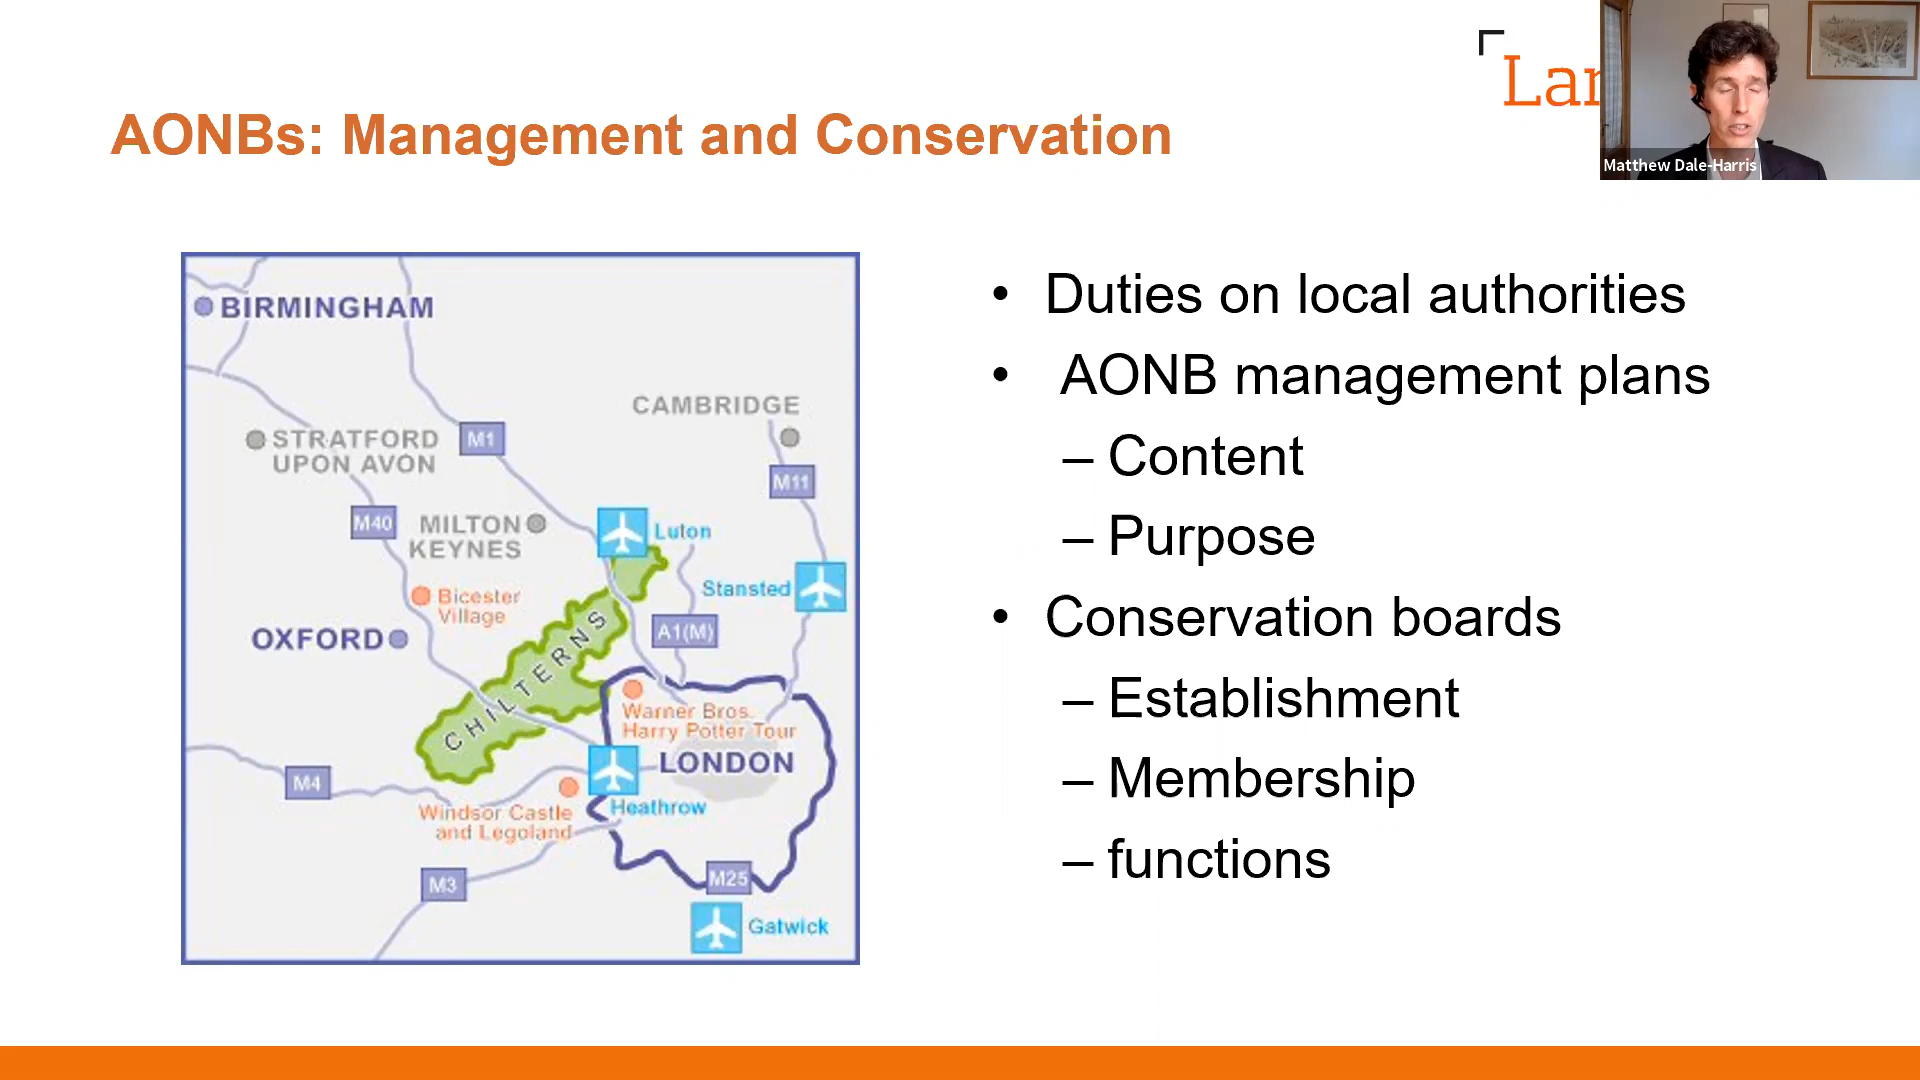 Lar
Matthew Dale-Harris
AONBs: Management and Conservation
BIRMINGHAM
CAMBRIDGE
STRATFORD
UPON AVON
M1
M11
M40
MILTON
KEYNES
Luton
Stansted
Bicester
Village
A1(M)
OXFORD
CHILTERNS
Warner Bros.
Harry Potter Tour
LONDON
M4
Windsor Castle
and Legoland
Heathrow
M3
M25
Gatwick
• Duties on local authorities
• AONB management plans
– Content
– Purpose
• Conservation boards
– Establishment
– Membership
– functions